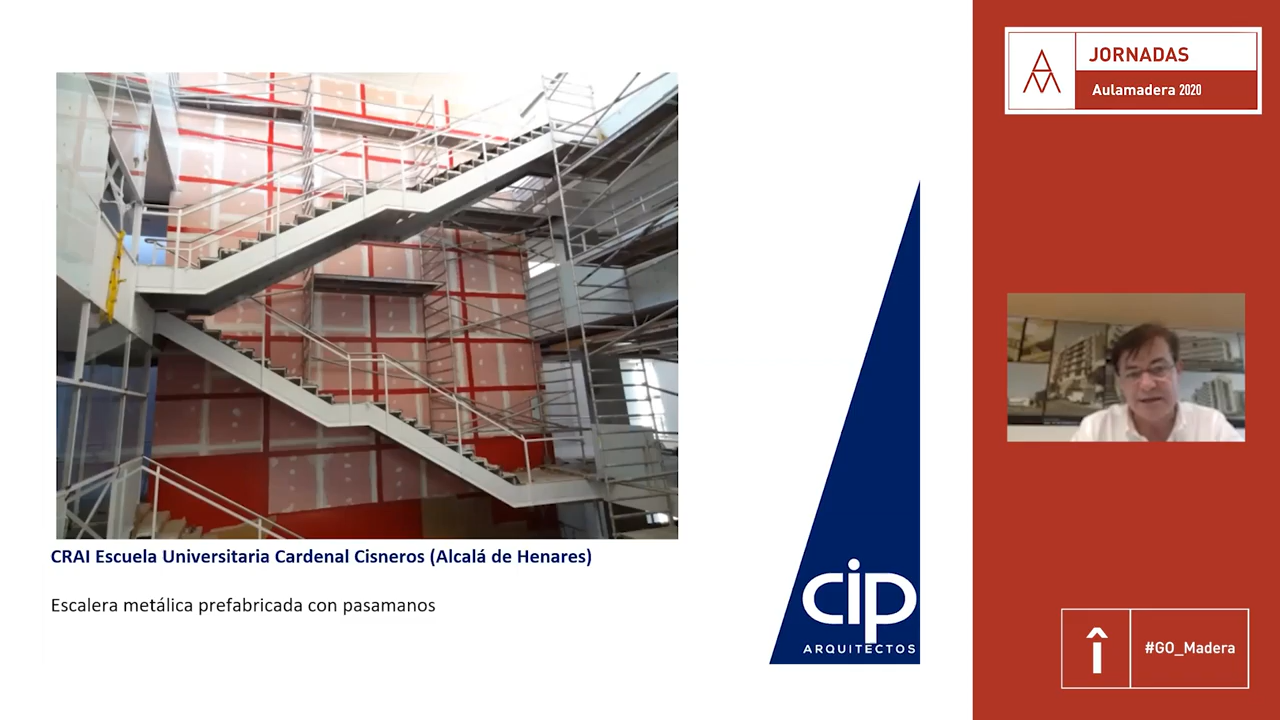 CRAI Escuela Universitaria Cardenal Cisneros (Alcalá de Henares)
Escalera metálica prefabricada con pasamanos
cip
ARQUITECTOS
JORNADAS
Aulamadera 2020
#GO_Madera